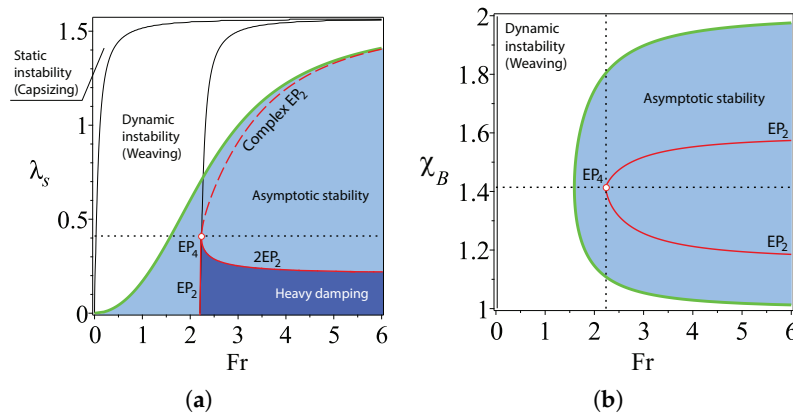 1.5
1
0.5
0
λs
Static
instability
(Capsizing)
Dynamic
instability
(Weaving)
Complex EP2
Asymptotic stability
EP4
2EP2
EP2
Heavy damping
0 1 2 3 4 5 6
Fr
(a)
2
1.8
1.6
1.4
1.2
1
χB
Dynamic
instability
(Weaving)
Asymptotic stability
EP2
EP4
EP2
0 1 2 3 4 5 6
Fr
(b)